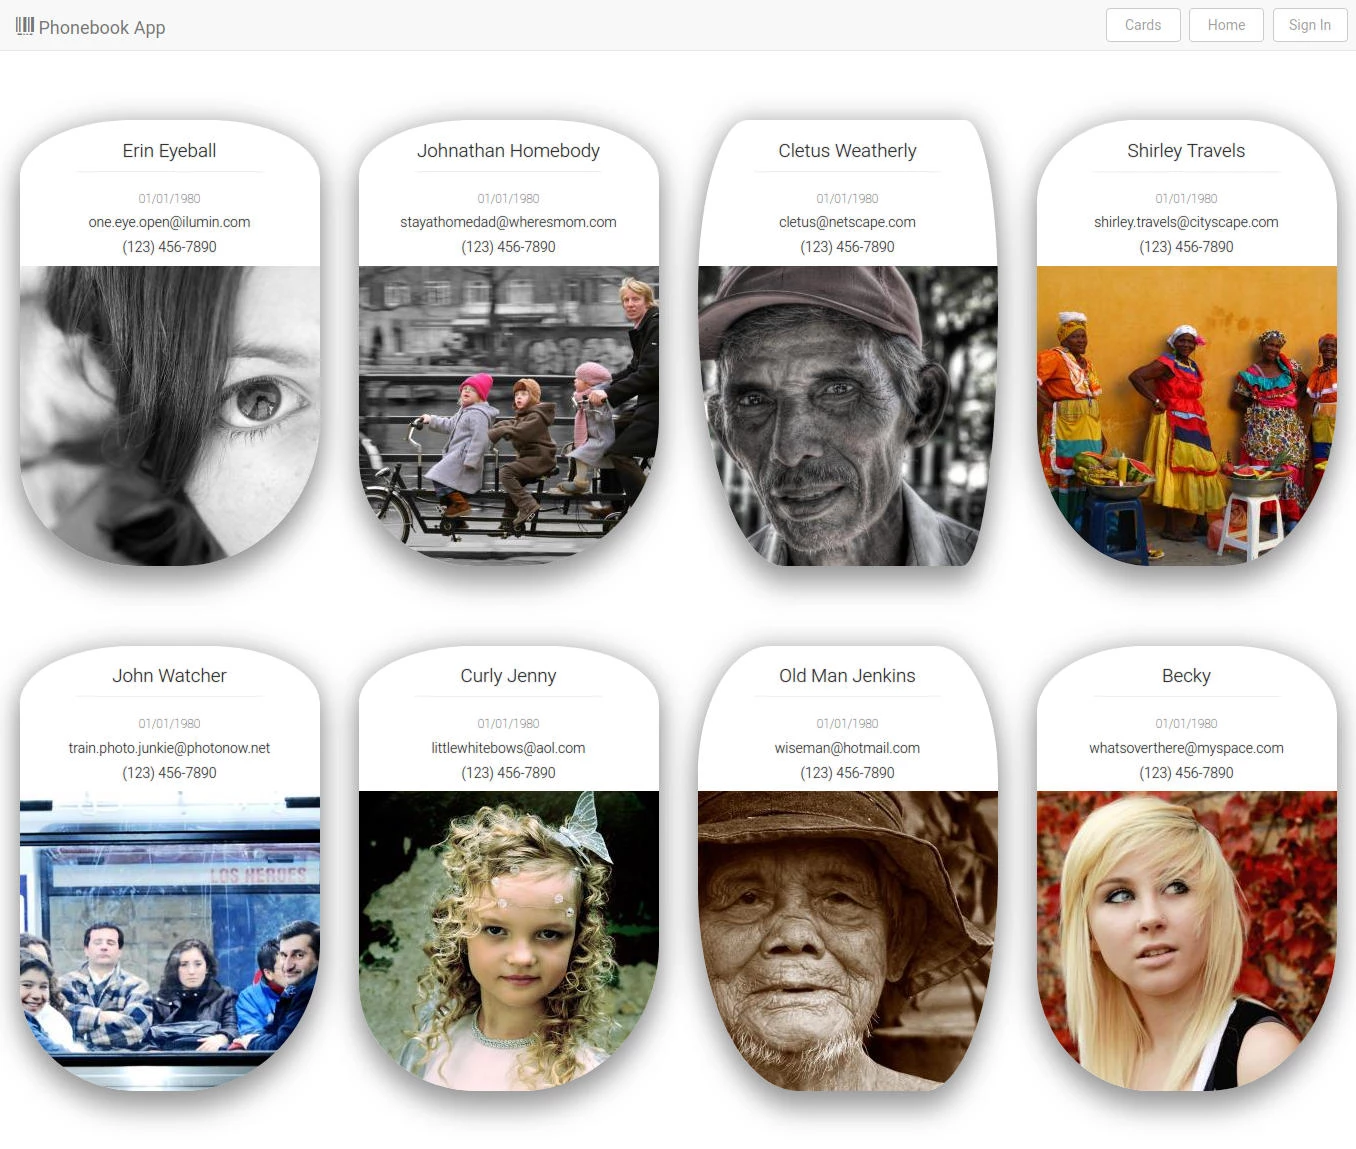 Phonebook App
Cards
Home
Sign In
Erin Eyeball
01/01/1980
one.eye.open@ilumin.com
(123) 456-7890
Johnathan Homebody
01/01/1980
stayathomedad@wheresmom.com
(123) 456-7890
Cletus Weatherly
01/01/1980
cletus@netscape.com
(123) 456-7890
Shirley Travels
01/01/1980
shirley.travels@cityscape.com
(123) 456-7890
John Watcher
01/01/1980
train.photo.junkie@photonow.net
(123) 456-7890
LOS HEROES
Curly Jenny
01/01/1980
littlewhitebows@aol.com
(123) 456-7890
Old Man Jenkins
01/01/1980
wiseman@hotmail.com
(123) 456-7890
Becky
01/01/1980
whatsoverthere@myspace.com
(123) 456-7890